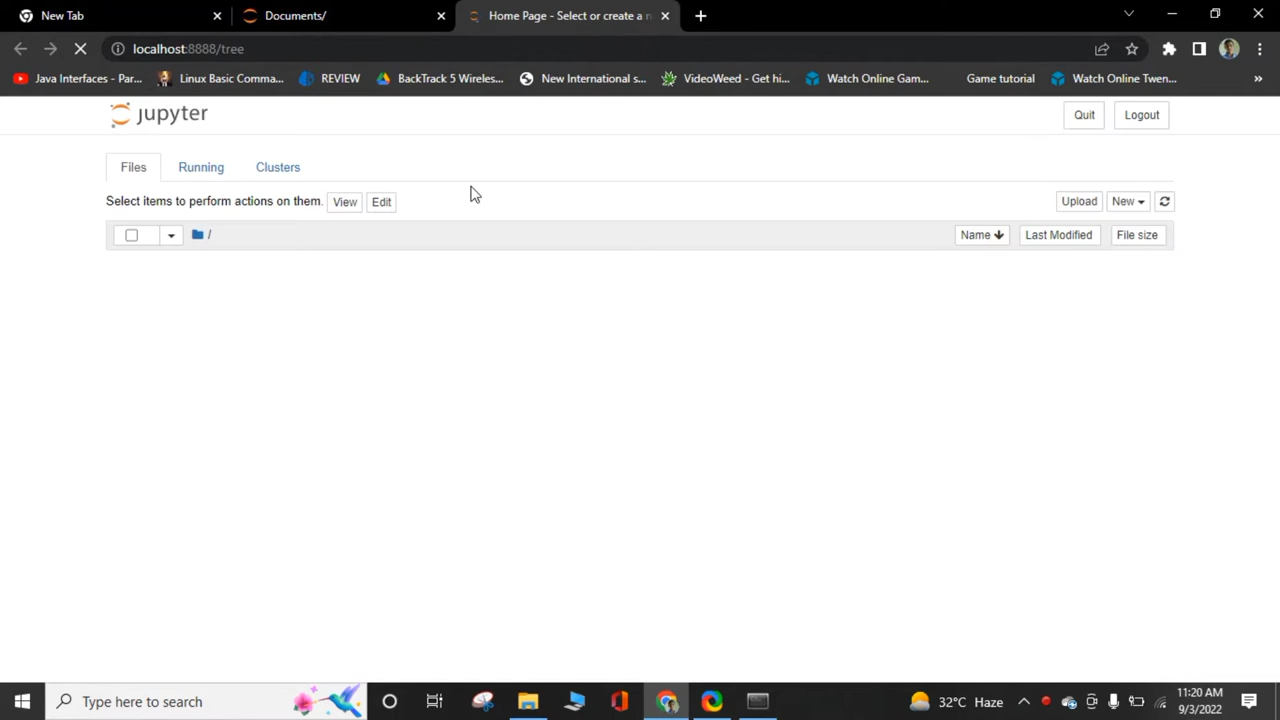 New Tab
Documents/
Home Page - Select or create a n
localhost:8888/tree
Java Interfaces - Par...
Linux Basic Comma...
REVIEW
BackTrack 5 Wireles...
New International s...
VideoWeed - Get hi...
Watch Online Gam...
Game tutorial
Watch Online Twen...
»
jupyter
Quit
Logout
Files
Running
Clusters
Select items to perform actions on them.
View
Edit
Upload
New
/
Name
Last Modified
File size
Type here to search
32°C Haze
11:20 AM
9/3/2022